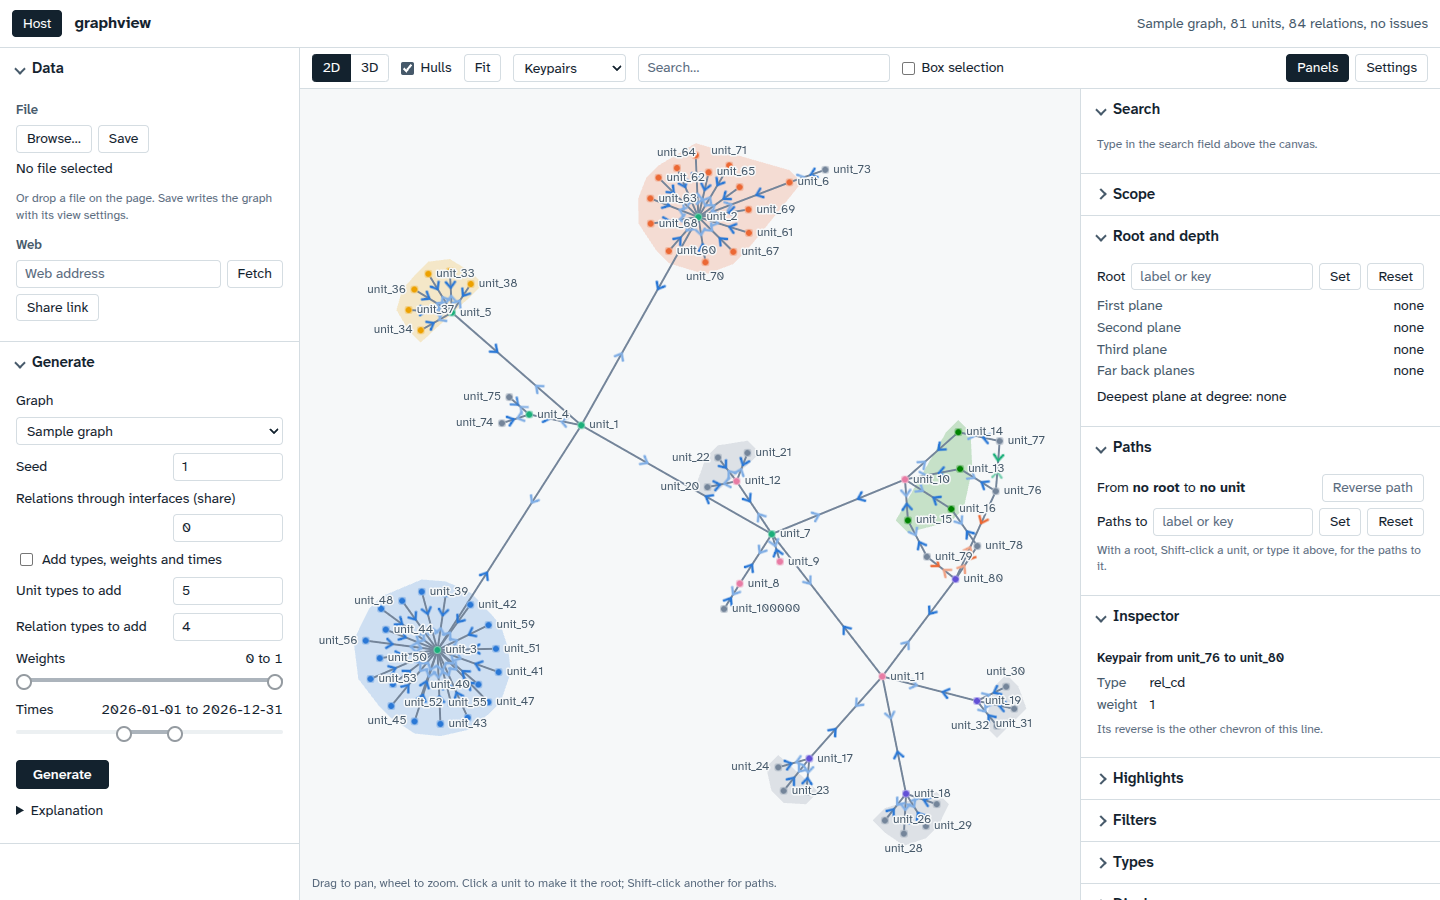 Host
graphview
Sample graph, 81 units, 84 relations, no issues
Data
File
Browse...
Save
No file selected
Or drop a file on the page. Save writes the graph
with its view settings.
Web
Web address
Fetch
Share link
Generate
Graph
Sample graph
Seed
1
Relations through interfaces (share)
0
Add types, weights and times
Unit types to add
5
Relation types to add
4
Weights
0 to 1
Times
2026-01-01 to 2026-12-31
Generate
Explanation
2D
3D
Hulls
Fit
Keypairs
Search...
Box selection
Panels
Settings
unit_64
unit_71
unit_62
unit_65
unit_73
unit_6
unit_63
unit_69
unit_2
unit_68
unit_61
unit_60
unit_67
unit_70
unit_33
unit_38
unit_36
unit_37
unit_5
unit_34
unit_75
unit_4
unit_74
unit_1
unit_14
unit_77
unit_22
unit_21
unit_13
unit_10
unit_12
unit_20
unit_76
unit_16
unit_15
unit_7
unit_78
unit_79
unit_9
unit_80
unit_8
unit_100000
unit_39
unit_48
unit_42
unit_59
unit_44
unit_56
unit_3
unit_51
unit_50
unit_41
unit_53
unit_40
unit_52
unit_55
unit_47
unit_45
unit_43
unit_11
unit_30
unit_19
unit_32
unit_31
unit_17
unit_24
unit_23
unit_18
unit_26
unit_29
unit_28
Drag to pan, wheel to zoom. Click a unit to make it the root; Shift-click another for paths.
Search
Type in the search field above the canvas.
Scope
Root and depth
Root
label or key
Set
Reset
First plane
none
Second plane
none
Third plane
none
Far back planes
none
Deepest plane at degree: none
Paths
From no root to no unit
Reverse path
Paths to
label or key
Set
Reset
With a root, Shift-click a unit, or type it above, for the paths to
it.
Inspector
Keypair from unit_76 to unit_80
Type
rel_cd
weight
1
Its reverse is the other chevron of this line.
Highlights
Filters
Types